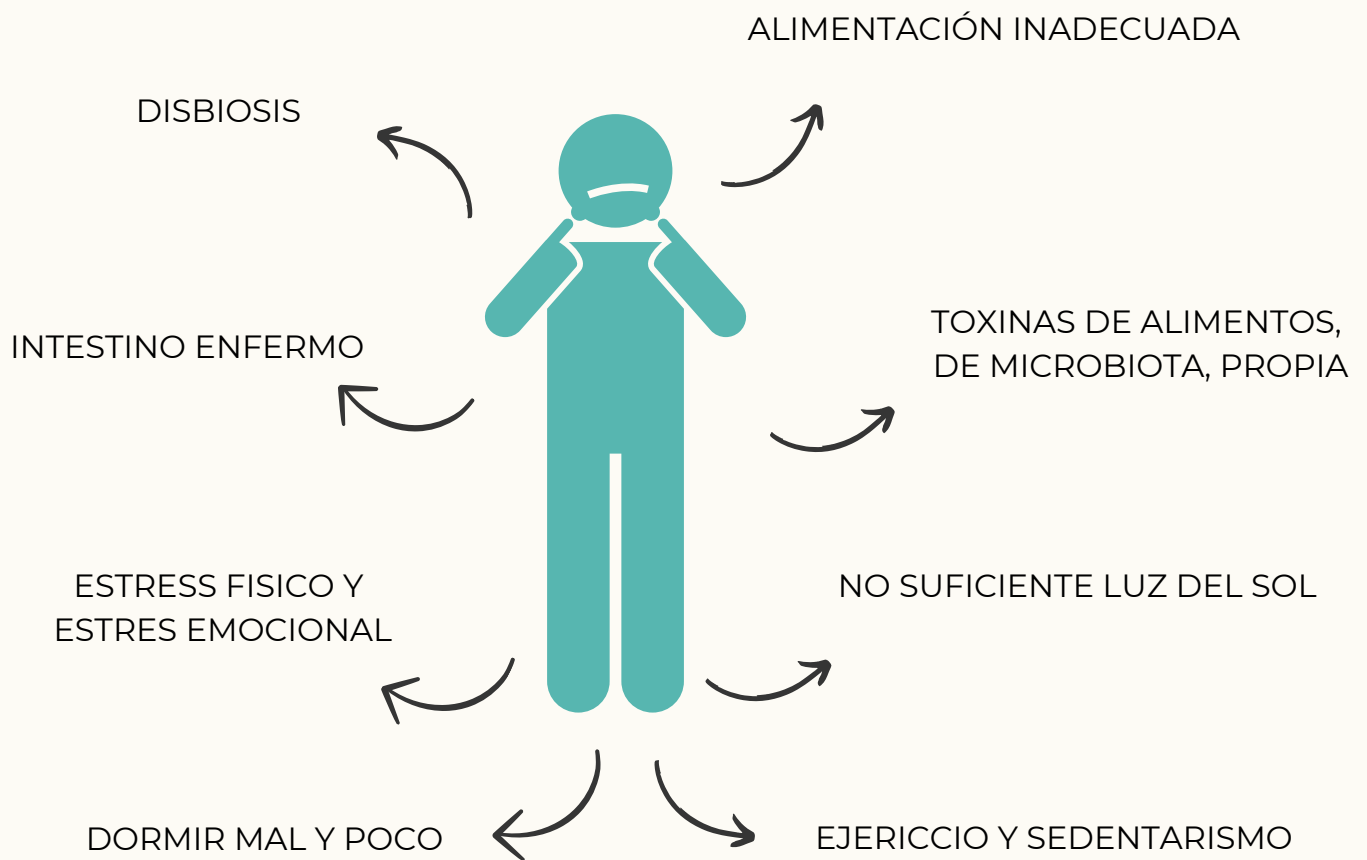 ALIMENTACIÓN INADECUADA
DISBIOSIS
TOXINAS DE ALIMENTOS,
DE MICROBIOTA, PROPIA
INTESTINO ENFERMO
ESTRESS FISICO Y
ESTRES EMOCIONAL
NO SUFICIENTE LUZ DEL SOL
DORMIR MAL Y POCO
EJERICCIO Y SEDENTARISMO